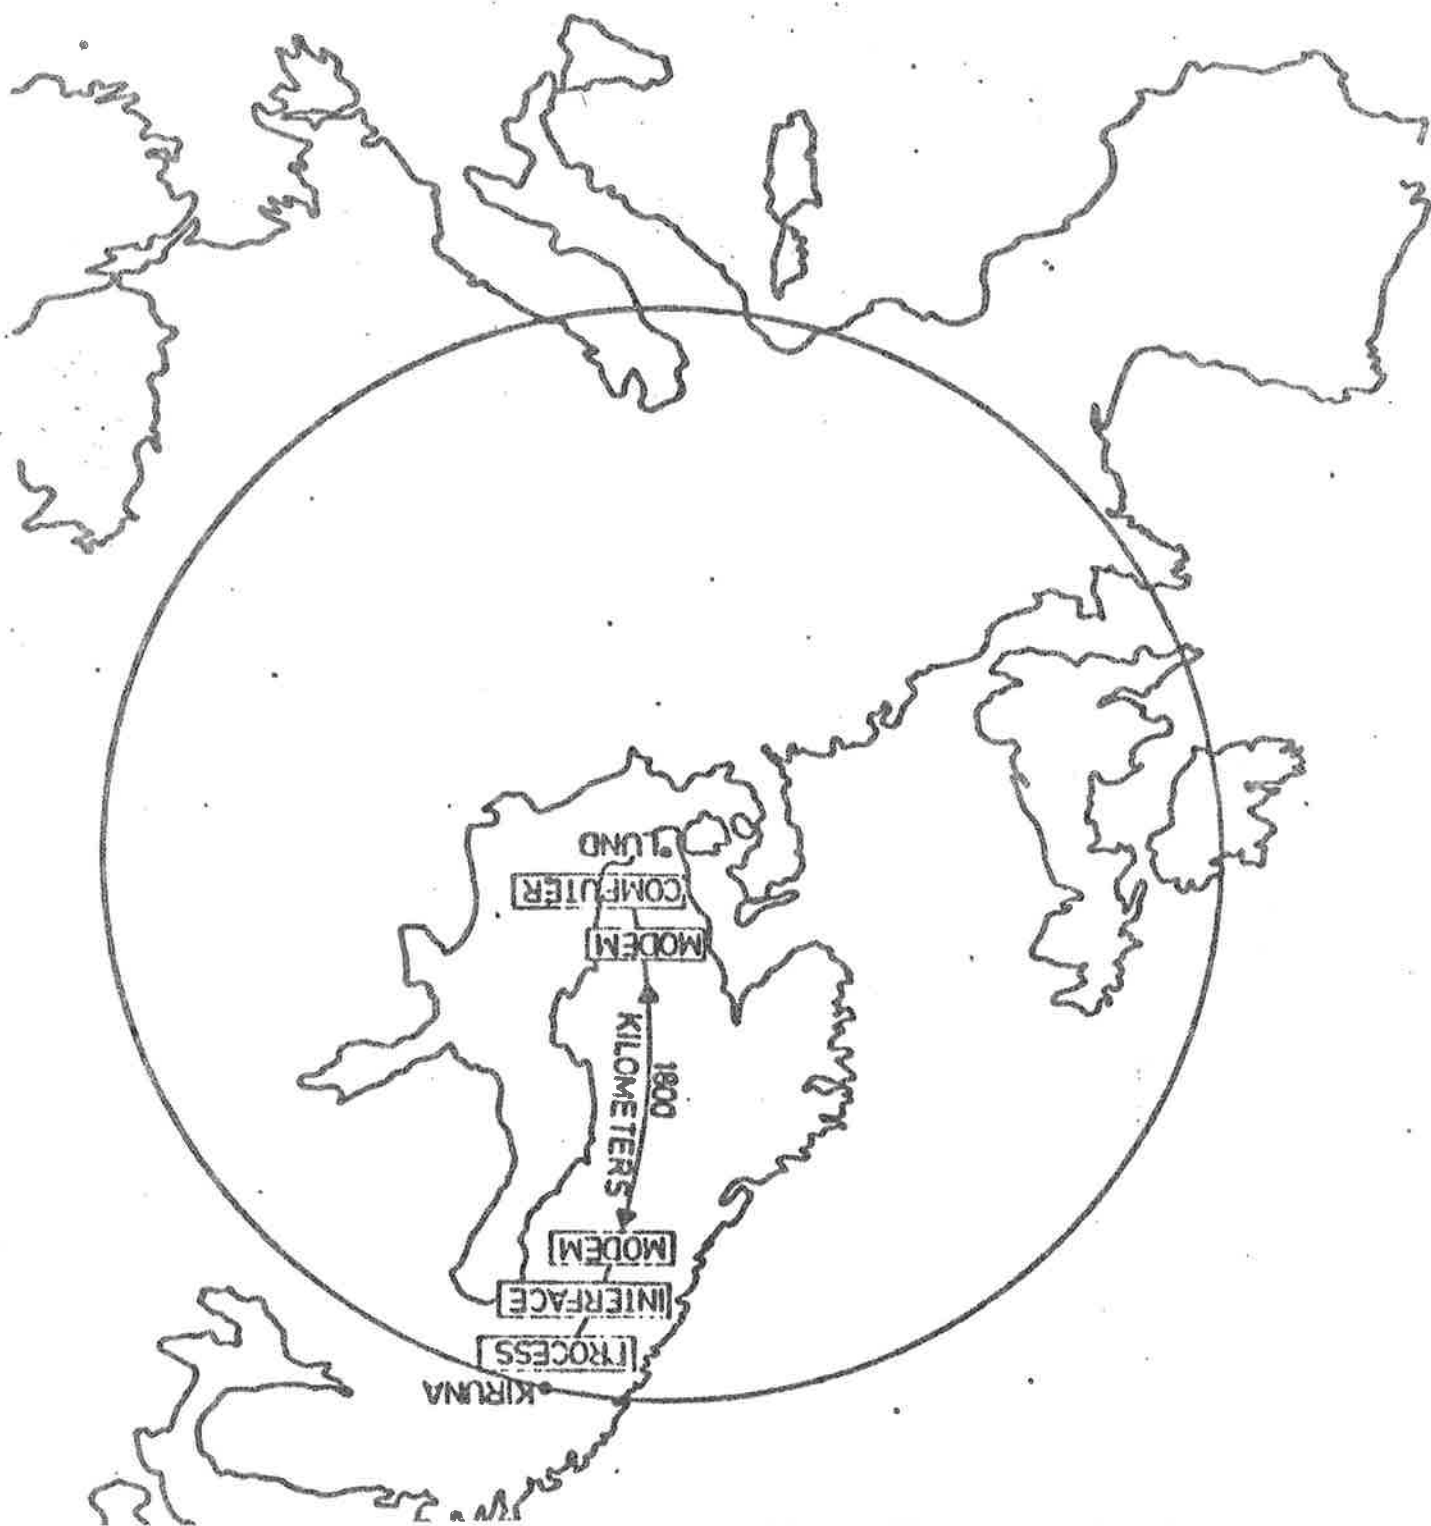 KIRUNA
PROCESS
INTERFACE
MODEM
1800
KILOMETERS
MODEM
COMPUTER
LUND